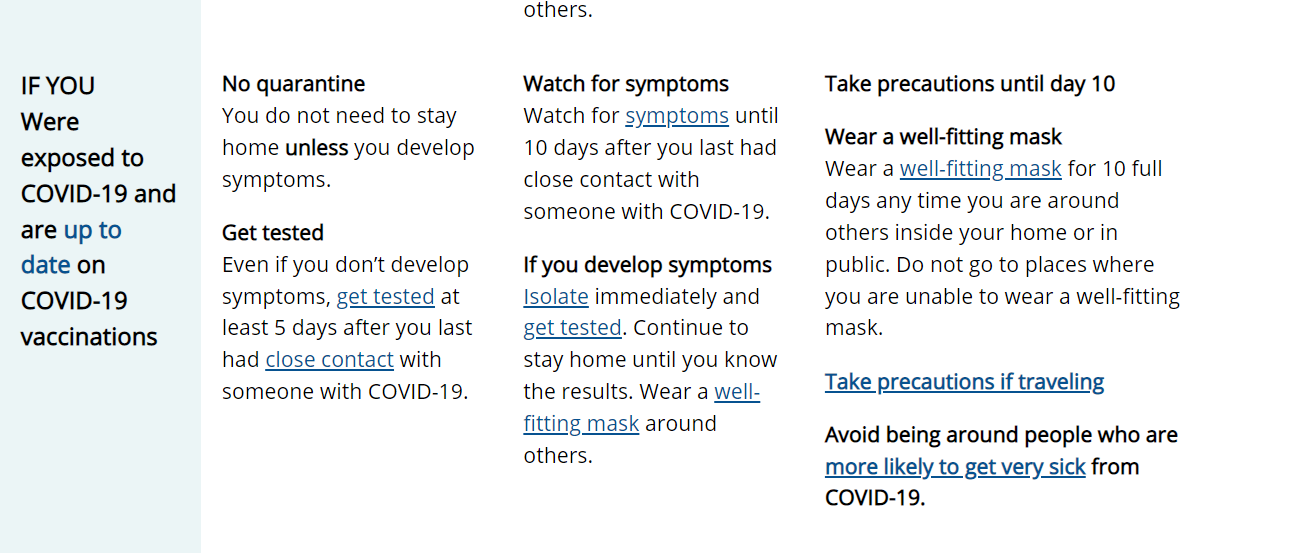 others.
IF YOU
Were
exposed to
COVID-19 and
are up to
date on
COVID-19
vaccinations
No quarantine
You do not need to stay
home unless you develop
symptoms.
Get tested
Even if you don’t develop
symptoms, get tested at
least 5 days after you last
had close contact with
someone with COVID-19.
Watch for symptoms
Watch for symptoms until
10 days after you last had
close contact with
someone with COVID-19.
If you develop symptoms
Isolate immediately and
get tested. Continue to
stay home until you know
the results. Wear a well-
fitting mask around
others.
Take precautions until day 10
Wear a well-fitting mask
Wear a well-fitting mask for 10 full
days any time you are around
others inside your home or in
public. Do not go to places where
you are unable to wear a well-fitting
mask.
Take precautions if traveling
Avoid being around people who are
more likely to get very sick from
COVID-19.